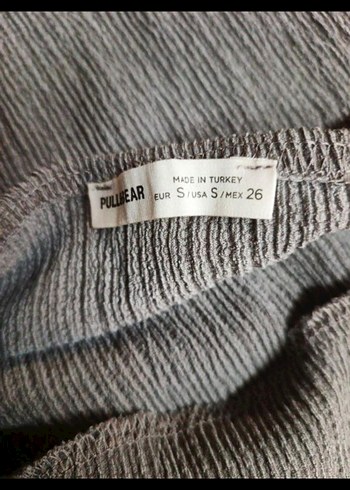 PULL&BEAR
MADE IN TURKEY
EUR S / USA S / MEX 26